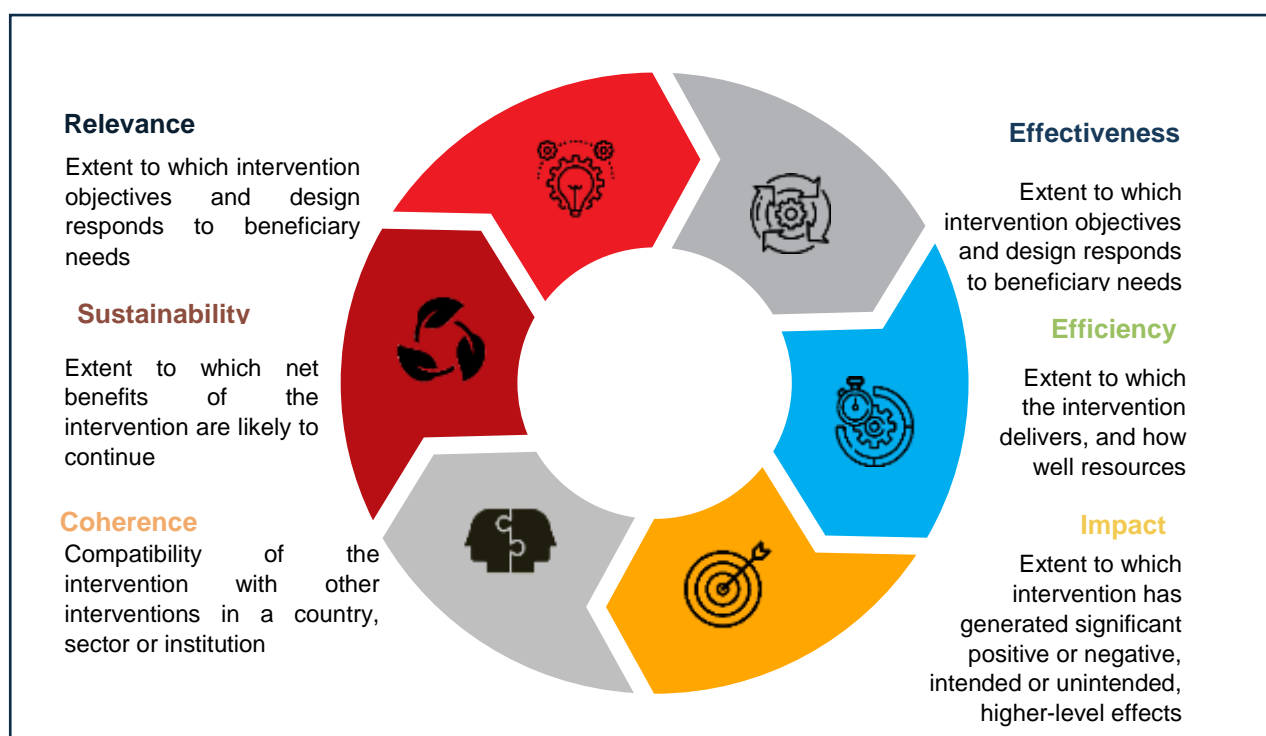 Relevance
Extent to which intervention
objectives and design
responds to beneficiary
needs
Sustainability
Extent to which net
benefits of the
intervention are likely to
continue
Coherence
Compatibility of the
intervention with other
interventions in a country,
sector or institution
Effectiveness
Extent to which
intervention objectives
and design responds
to beneficiary needs
Efficiency
Extent to which
the intervention
delivers, and how
well resources
Impact
Extent to which
intervention has
generated significant
positive or negative,
intended or unintended,
higher-level effects